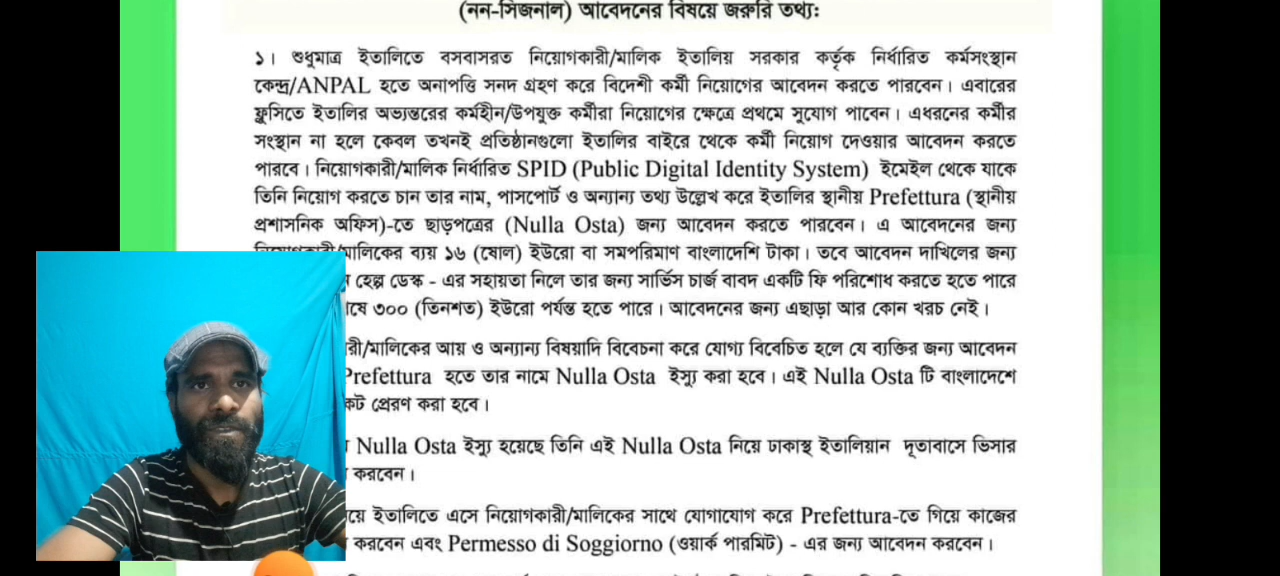 (নন-সিজনাল) আবেদনের বিষয়ে জরুরি তথ্য:
১। শুধুমাত্র ইতালিতে বসবাসরত নিয়োগকারী/মালিক ইতালিয় সরকার কর্তৃক নির্ধারিত কর্মসংস্থান
কেন্দ্র/ANPAL হতে অনাপত্তি সনদ গ্রহণ করে বিদেশী কর্মী নিয়োগের আবেদন করতে পারবেন। এবারের
ফ্লুসিতে ইতালির অভ্যন্তরের কর্মহীন/উপযুক্ত কর্মীরা নিয়োগের ক্ষেত্রে প্রথমে সুযোগ পাবেন। এধরনের কর্মীর
সংস্থান না হলে কেবল তখনই প্রতিষ্ঠানগুলো ইতালির বাইরে থেকে কর্মী নিয়োগ দেওয়ার আবেদন করতে
পারবে। নিয়োগকারী/মালিক নির্ধারিত SPID (Public Digital Identity System) ইমেইল থেকে যাকে
তিনি নিয়োগ করতে চান তার নাম, পাসপোর্ট ও অন্যান্য তথ্য উল্লেখ করে ইতালির স্থানীয় Prefettura (স্থানীয়
প্রশাসনিক অফিস)-তে ছাড়পত্রের (Nulla Osta) জন্য আবেদন করতে পারবেন। এ আবেদনের জন্য
নিয়োগকারী/মালিকের ব্যয় ১৬ (ষোল) ইউরো বা সমপরিমাণ বাংলাদেশি টাকা। তবে আবেদন দাখিলের জন্য
হেল্প ডেস্ক - এর সহায়তা নিলে তার জন্য সার্ভিস চার্জ বাবদ একটি ফি পরিশোধ করতে হতে পারে
ষে ৩০০ (তিনশত) ইউরো পর্যন্ত হতে পারে। আবেদনের জন্য এছাড়া আর কোন খরচ নেই।
রী/মালিকের আয় ও অন্যান্য বিষয়াদি বিবেচনা করে যোগ্য বিবেচিত হলে যে ব্যক্তির জন্য আবেদন
Prefettura হতে তার নামে Nulla Osta ইস্যু করা হবে। এই Nulla Osta টি বাংলাদেশে
কট প্রেরণ করা হবে।
Nulla Osta ইস্যু হয়েছে তিনি এই Nulla Osta নিয়ে ঢাকাস্থ ইতালিয়ান দূতাবাসে ভিসার
করবেন।
য়ে ইতালিতে এসে নিয়োগকারী/মালিকের সাথে যোগাযোগ করে Prefettura-তে গিয়ে কাজের
করবেন এবং Permesso di Soggiorno (ওয়ার্ক পারমিট) - এর জন্য আবেদন করবেন।